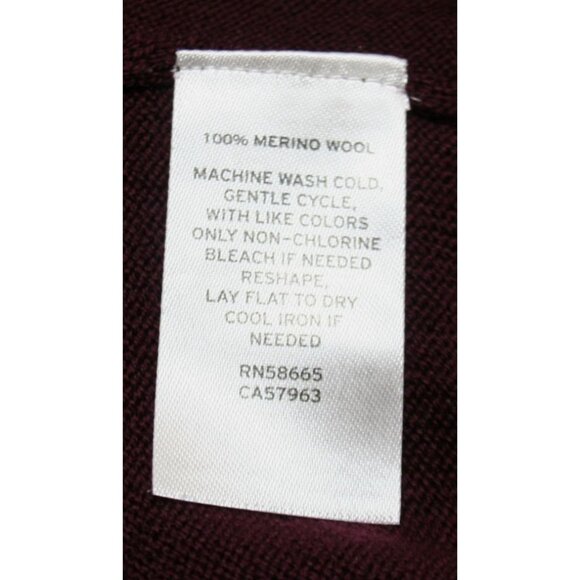 100% MERINO WOOL
MACHINE WASH COLD,
GENTLE CYCLE,
WITH LIKE COLORS
ONLY NON-CHLORINE
BLEACH IF NEEDED
RESHAPE,
LAY FLAT TO DRY
COOL IRON IF
NEEDED
RN58665
CA57963